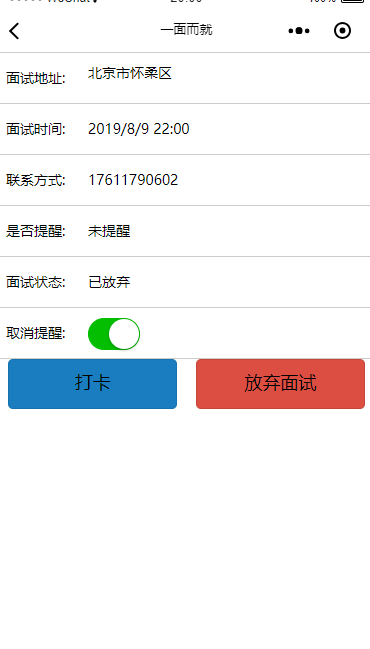 一面而就
面试地址: 北京市怀柔区
面试时间: 2019/8/9 22:00
联系方式: 17611790602
是否提醒: 未提醒
面试状态: 已放弃
取消提醒:
打卡 放弃面试